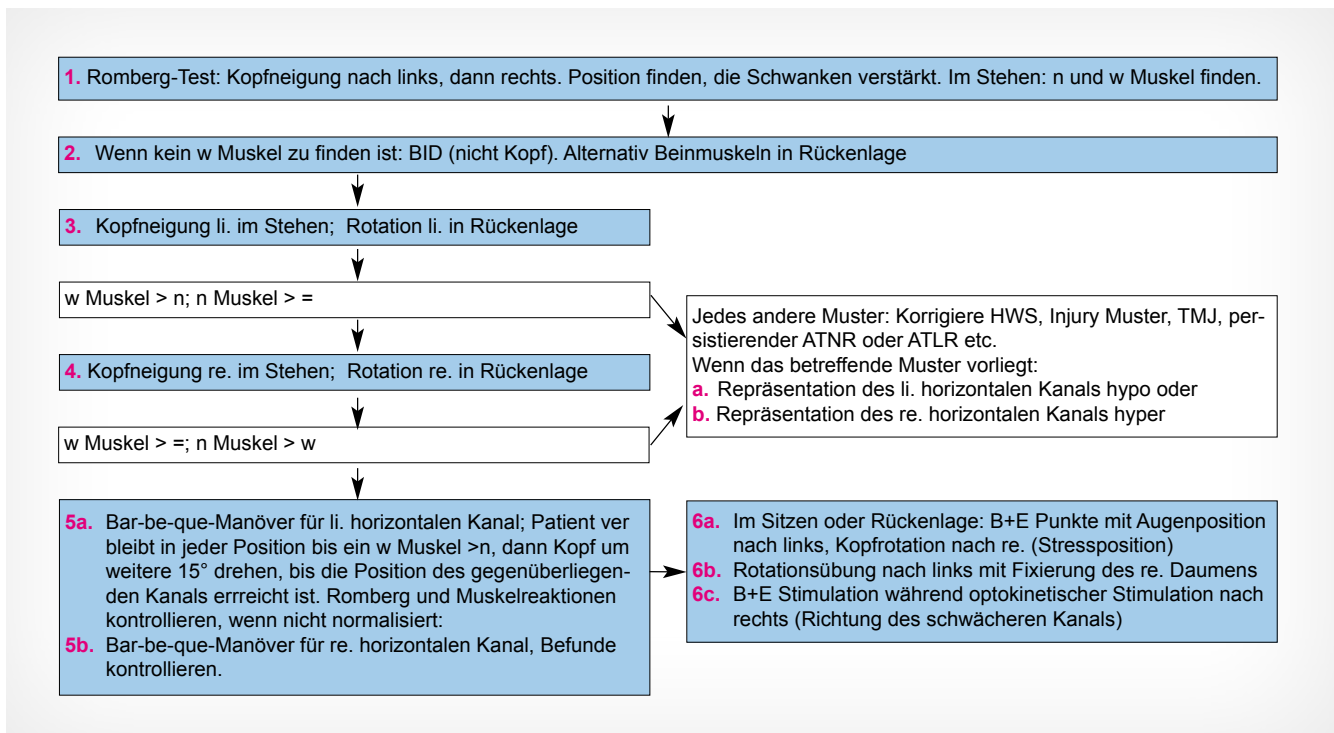 1. Romberg-Test: Kopfneigung nach links, dann rechts. Position finden, die Schwanken verstärkt. Im Stehen: n und w Muskel finden.
2. Wenn kein w Muskel zu finden ist: BID (nicht Kopf). Alternativ Beinmuskeln in Rückenlage
3. Kopfneigung li. im Stehen; Rotation li. in Rückenlage
w Muskel > n; n Muskel > =
4. Kopfneigung re. im Stehen; Rotation re. in Rückenlage
w Muskel > =; n Muskel > w
Jedes andere Muster: Korrigiere HWS, Injury Muster, TMJ, per-
sistierender ATNR oder ATLR etc.
Wenn das betreffende Muster vorliegt:
a. Repräsentation des li. horizontalen Kanals hypo oder
b. Repräsentation des re. horizontalen Kanals hyper
5a. Bar-be-que-Manöver für li. horizontalen Kanal; Patient ver
bleibt in jeder Position bis ein w Muskel >n, dann Kopf um
weitere 15° drehen, bis die Position des gegenüberliegen-
den Kanals errreicht ist. Romberg und Muskelreaktionen
kontrollieren, wenn nicht normalisiert:
5b. Bar-be-que-Manöver für re. horizontalen Kanal, Befunde
kontrollieren.
6a. Im Sitzen oder Rückenlage: B+E Punkte mit Augenposition
nach links, Kopfrotation nach re. (Stressposition)
6b. Rotationsübung nach links mit Fixierung des re. Daumens
6c. B+E Stimulation während optokinetischer Stimulation nach
rechts (Richtung des schwächeren Kanals)